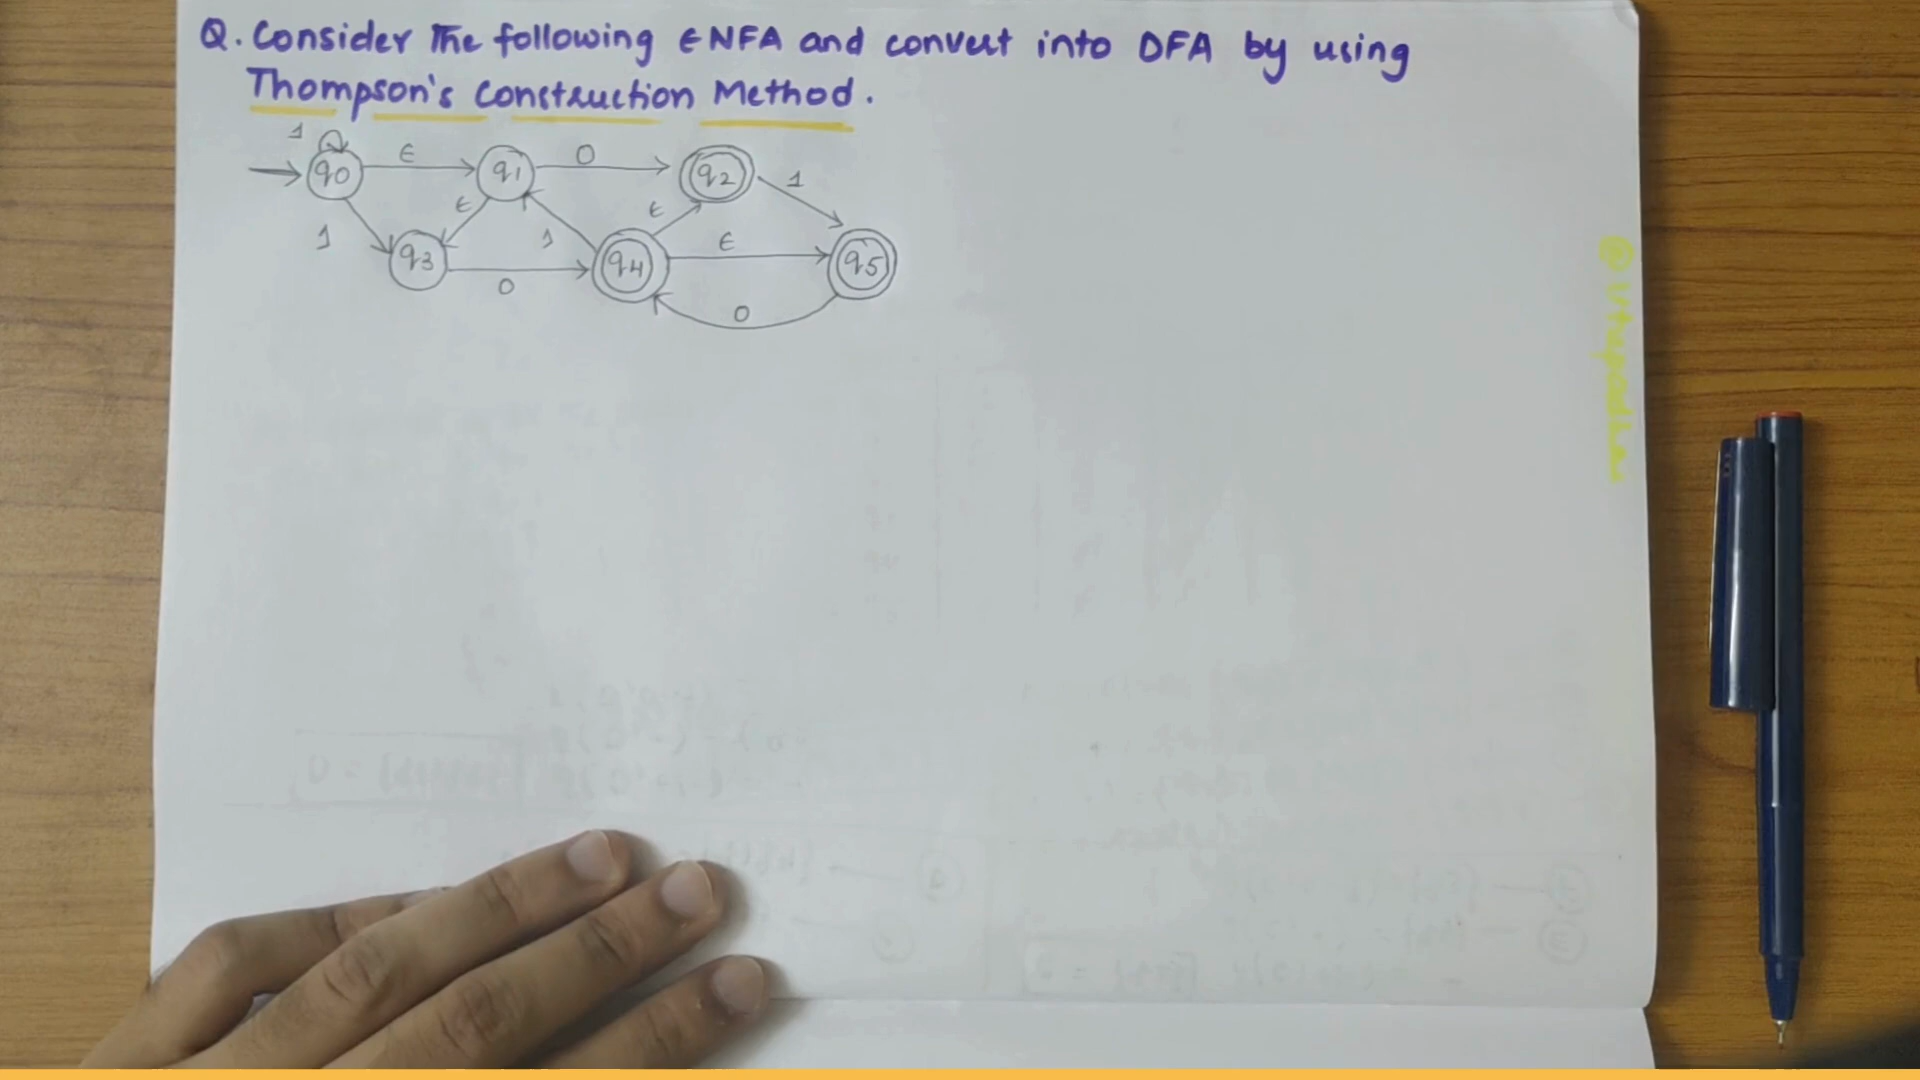 Q. Consider The following ϵ NFA and convert into DFA by using
Thompson's Construction Method.
1
ϵ
0
q0
q1
q2
1
ϵ
ϵ
1
1
ϵ
q3
q4
q5
0
0